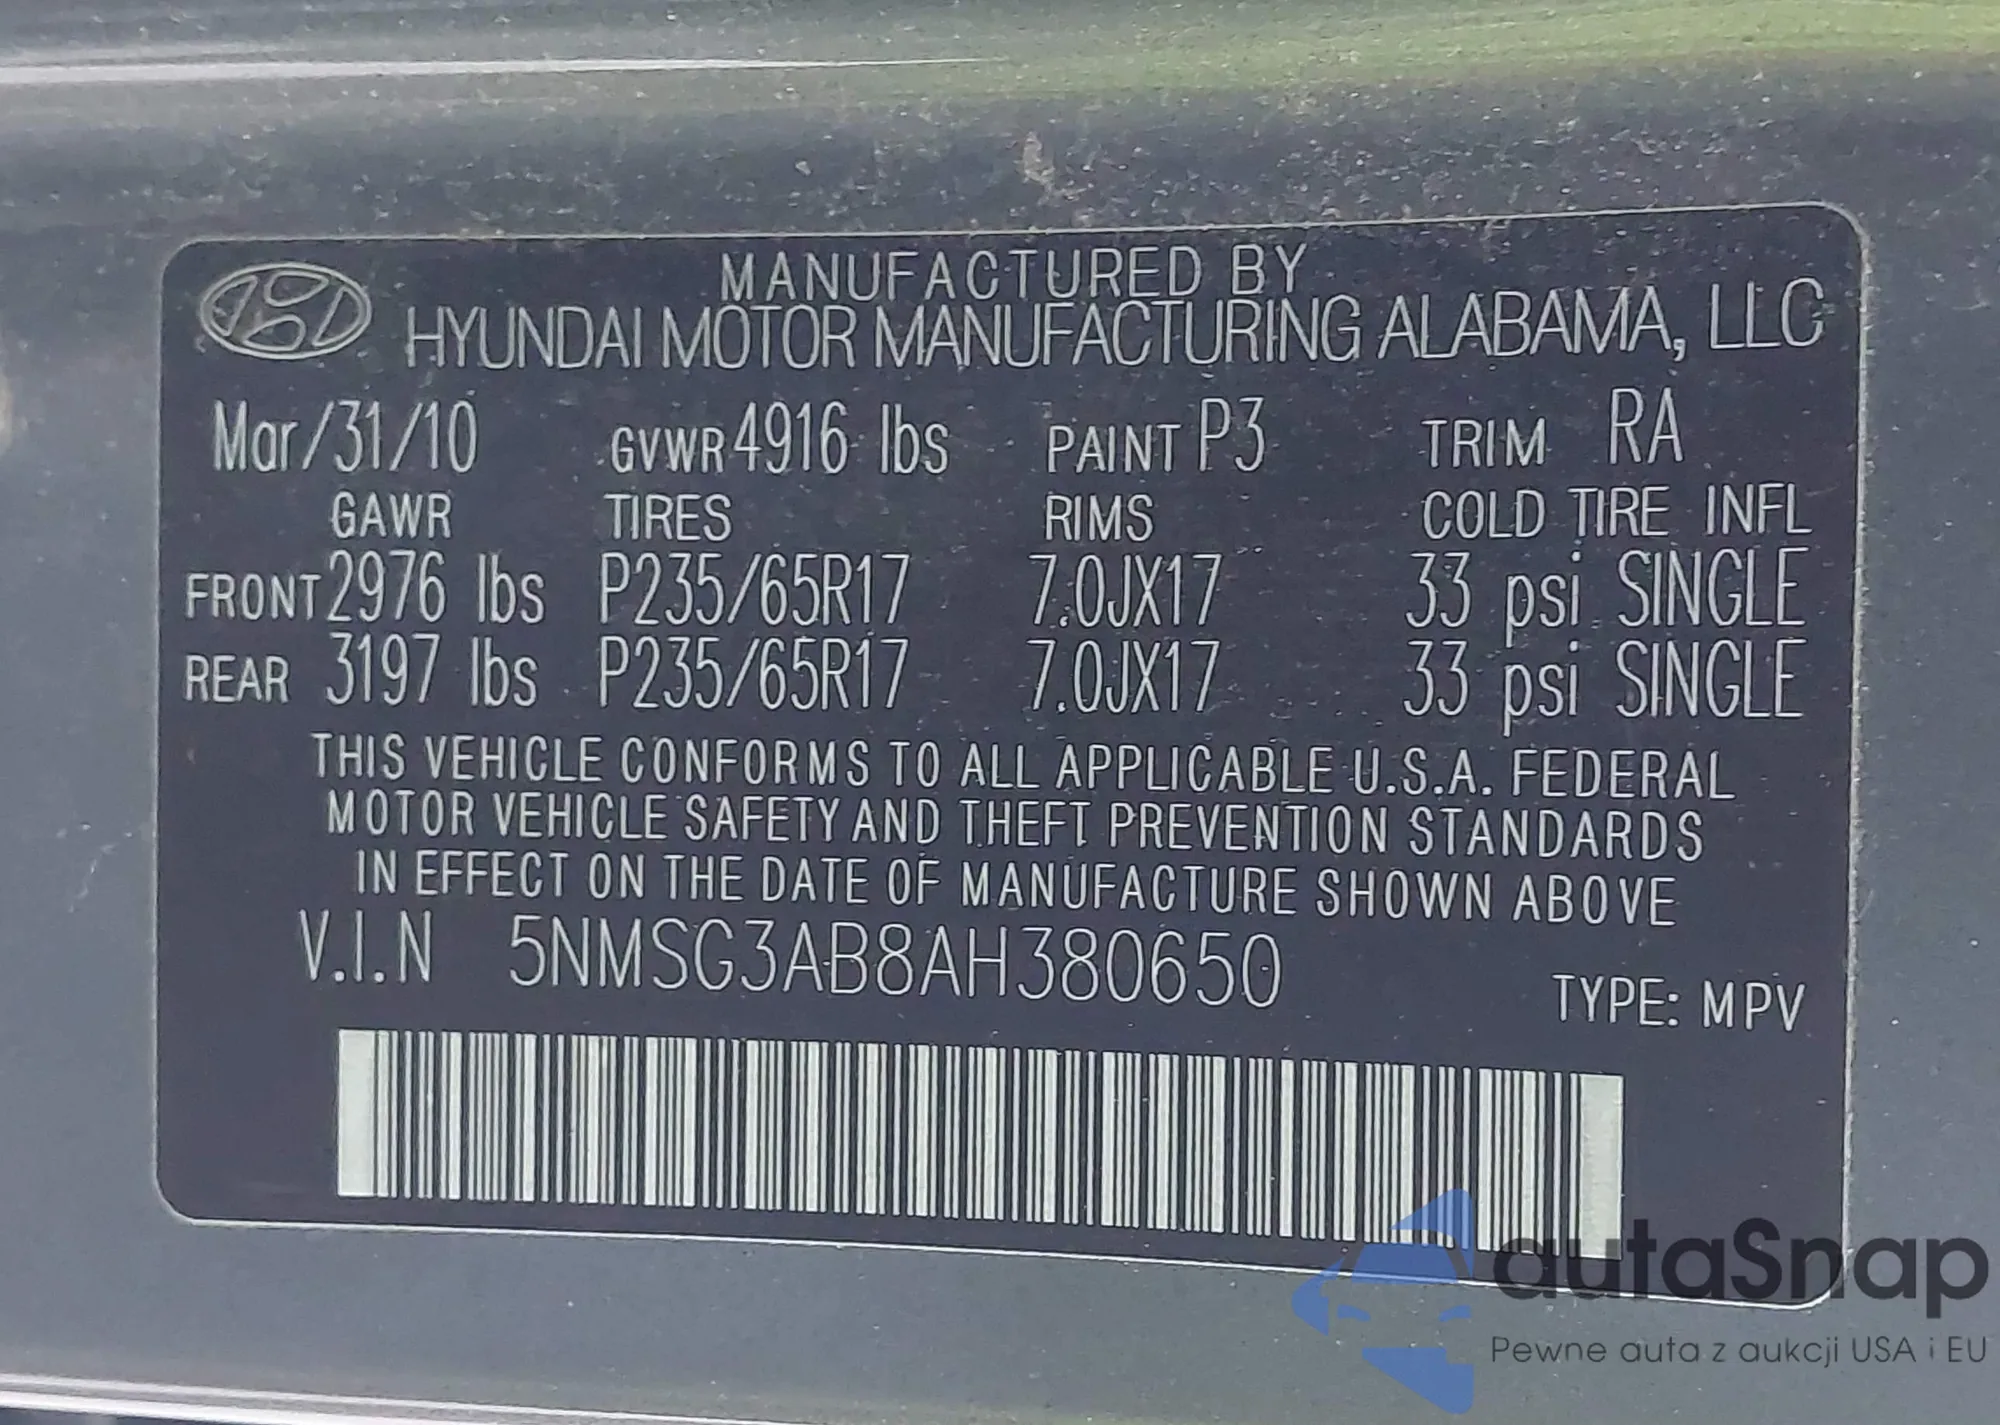 MANUFACTURED BY
HYUNDAI MOTOR MANUFACTURING ALABAMA, LLC
Mar/31/10 GVWR 4916 lbs PAINT P3 TRIM RA
GAWR TIRES RIMS COLD TIRE INFL
FRONT 2976 lbs P235/65R17 7.0JX17 33 psi SINGLE
REAR 3197 lbs P235/65R17 7.0JX17 33 psi SINGLE
THIS VEHICLE CONFORMS TO ALL APPLICABLE U.S.A. FEDERAL
MOTOR VEHICLE SAFETY AND THEFT PREVENTION STANDARDS
IN EFFECT ON THE DATE OF MANUFACTURE SHOWN ABOVE
V.I.N 5NMSG3AB8AH380650
TYPE: MPV
autaSnap
Pewne auta z aukcji USA i EU